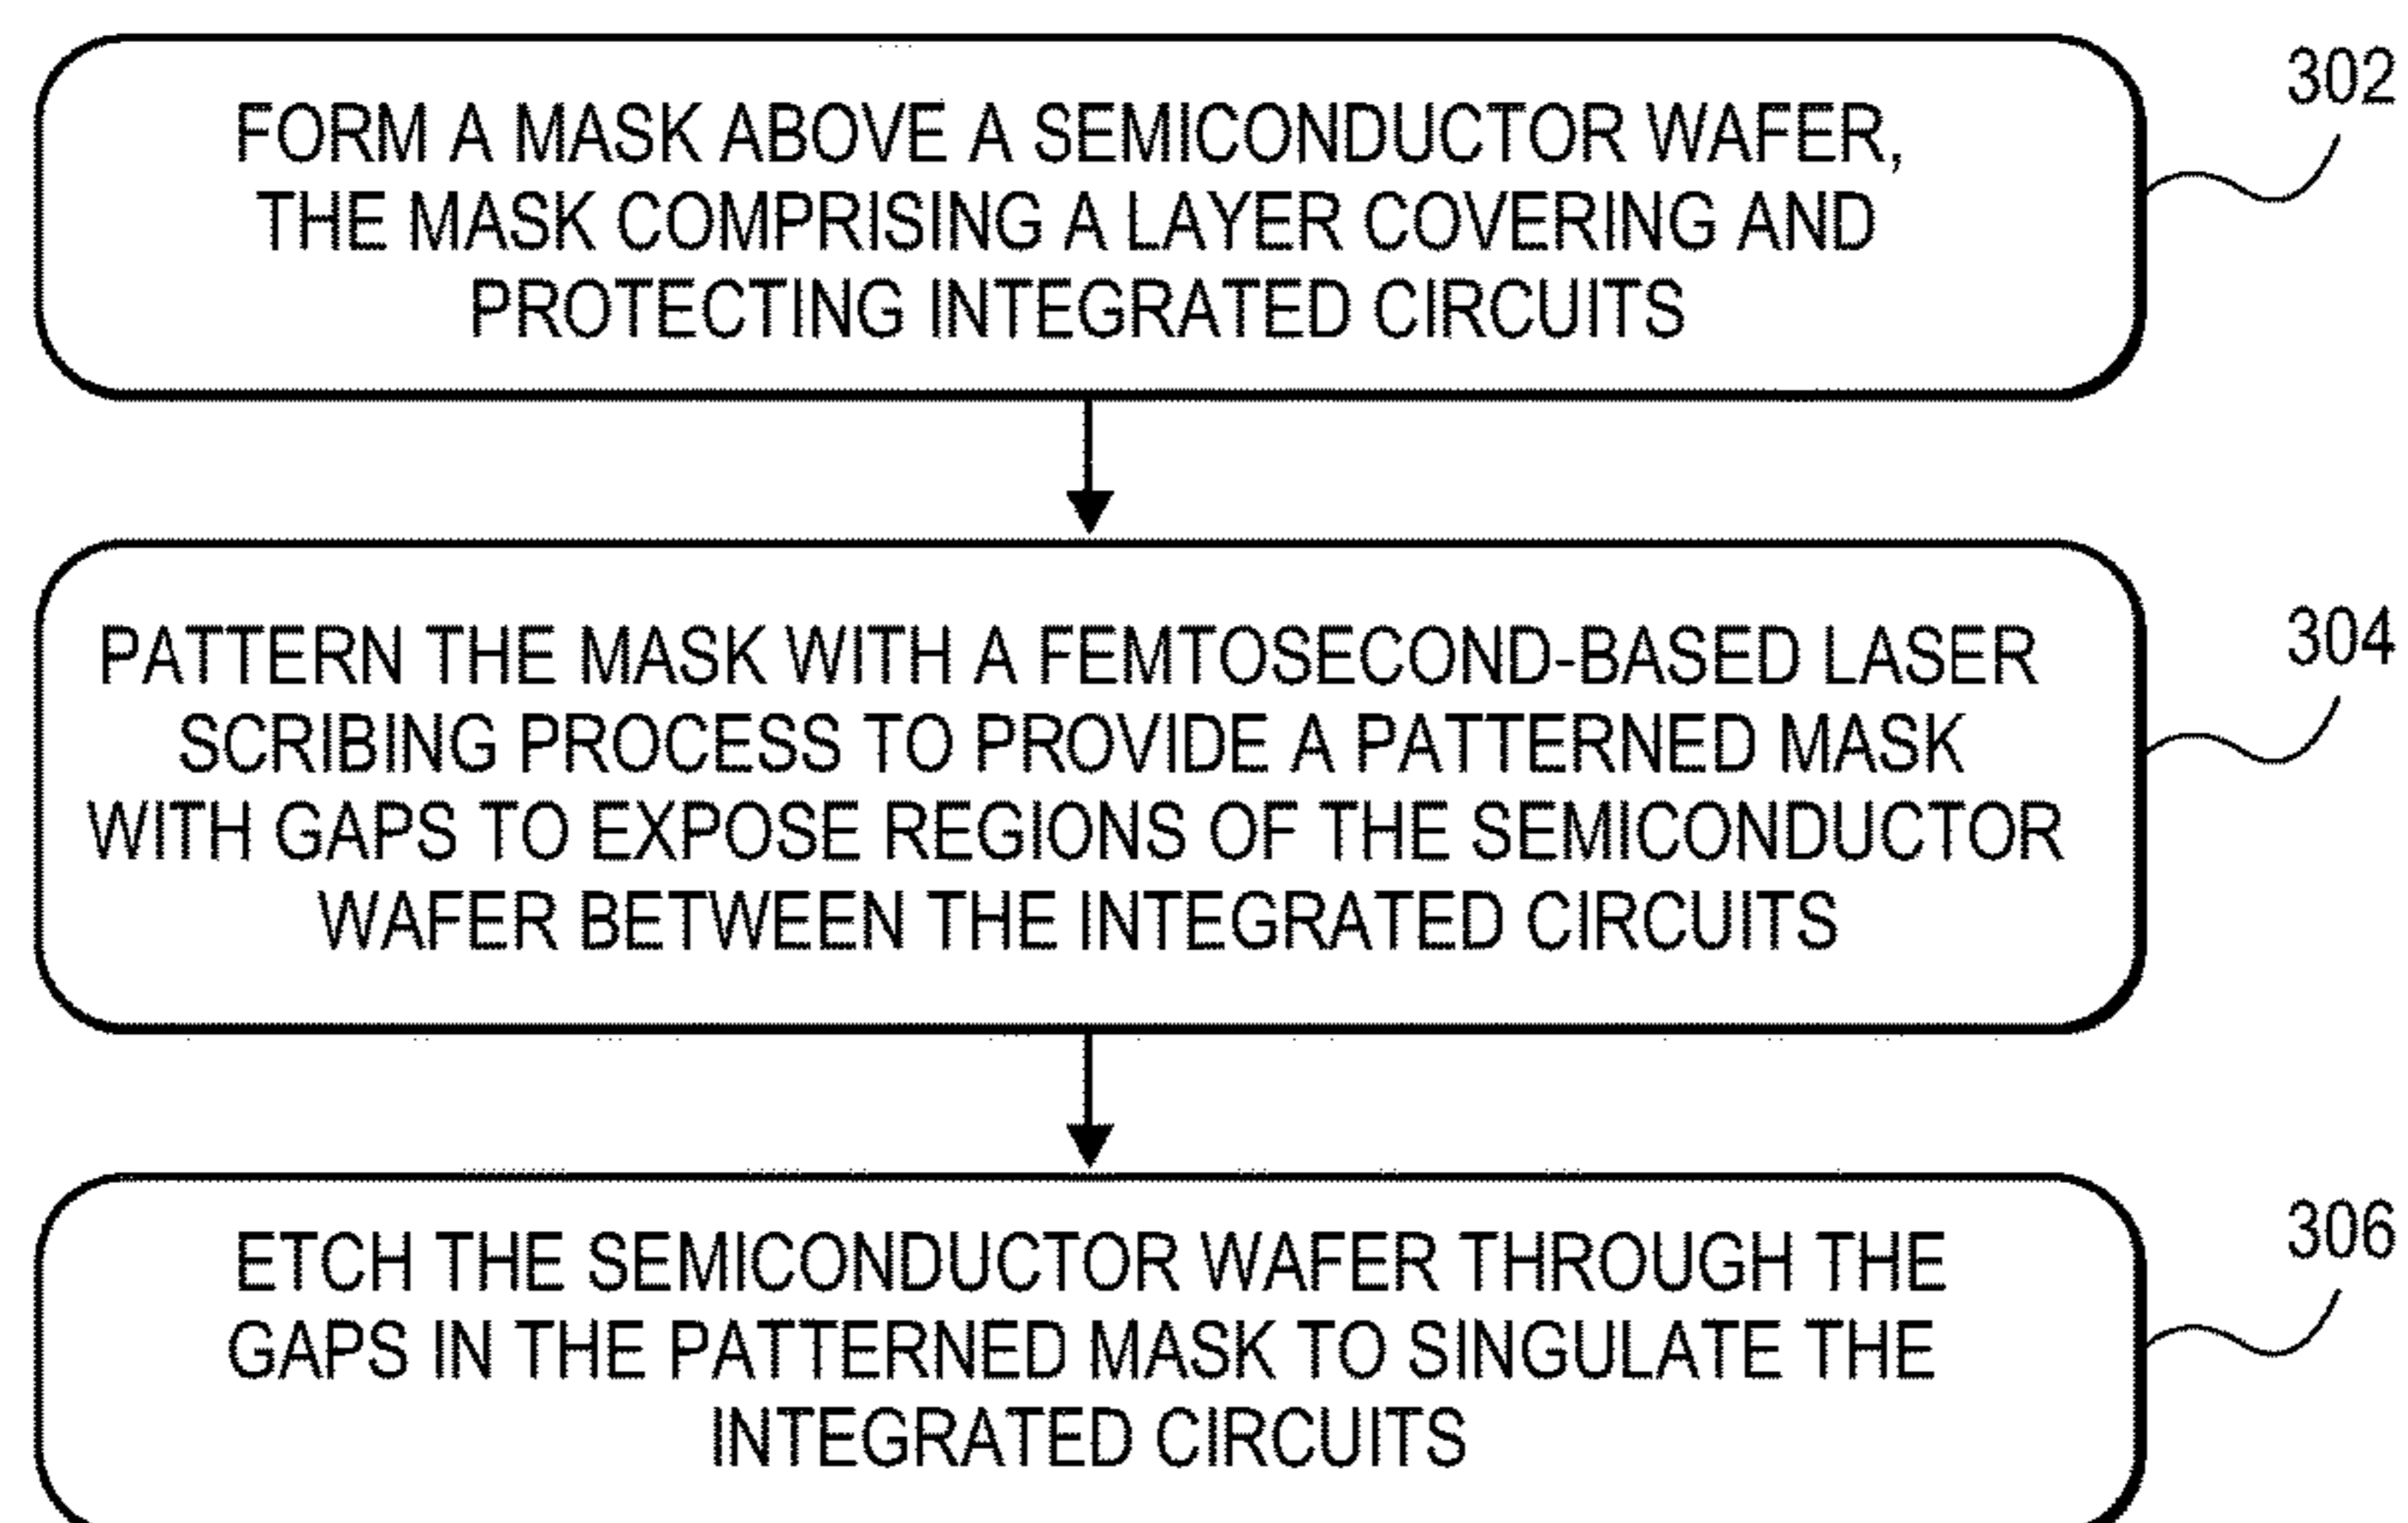 FORM A MASK ABOVE A SEMICONDUCTOR WAFER,
THE MASK COMPRISING A LAYER COVERING AND
PROTECTING INTEGRATED CIRCUITS
302
PATTERN THE MASK WITH A FEMTOSECOND-BASED LASER
SCRIBING PROCESS TO PROVIDE A PATTERNED MASK
WITH GAPS TO EXPOSE REGIONS OF THE SEMICONDUCTOR
WAFER BETWEEN THE INTEGRATED CIRCUITS
304
ETCH THE SEMICONDUCTOR WAFER THROUGH THE
GAPS IN THE PATTERNED MASK TO SINGULATE THE
INTEGRATED CIRCUITS
306